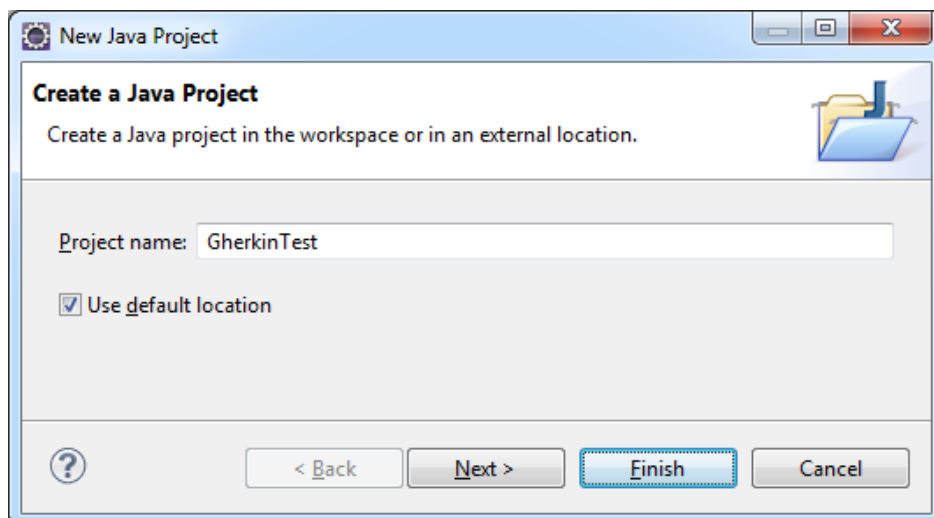 New Java Project
Create a Java Project
Create a Java project in the workspace or in an external location.
Project name: GherkinTest
Use default location
? < Back Next > Finish Cancel